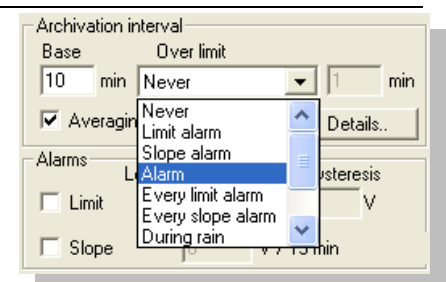 Archivation interval
Base Over limit
10 min Never 1 min
Averagin Details..
Never
Limit alarm
Slope alarm
Alarm
Every limit alarm
Every slope alarm
During rain
Alarms
L ysteresis
Limit V
Slope min